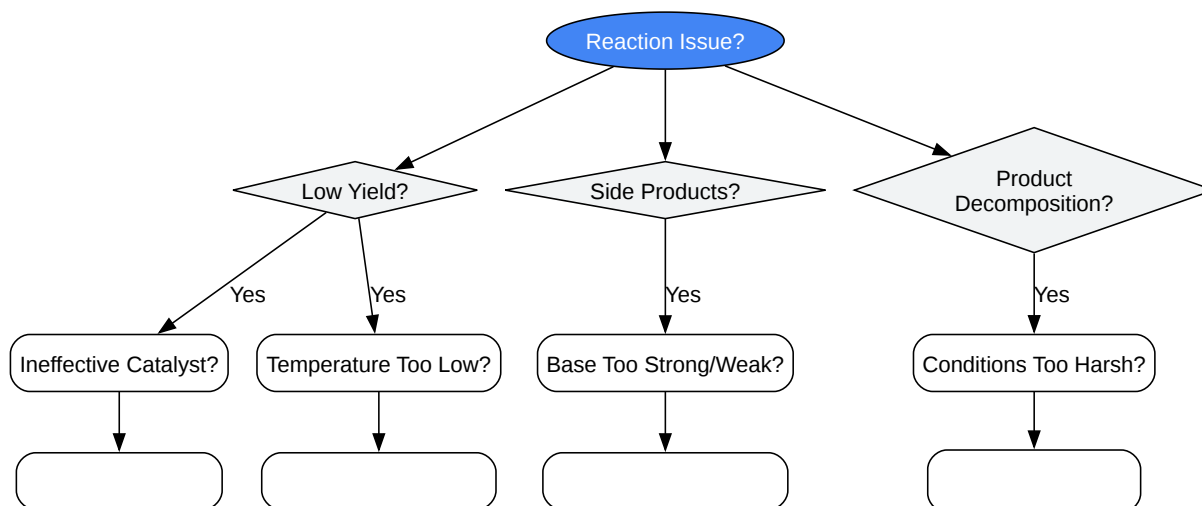 Reaction Issue?
Low Yield?
Side Products?
Product
Decomposition?
Yes
Yes
Yes
Yes
Ineffective Catalyst?
Temperature Too Low?
Base Too Strong/Weak?
Conditions Too Harsh?